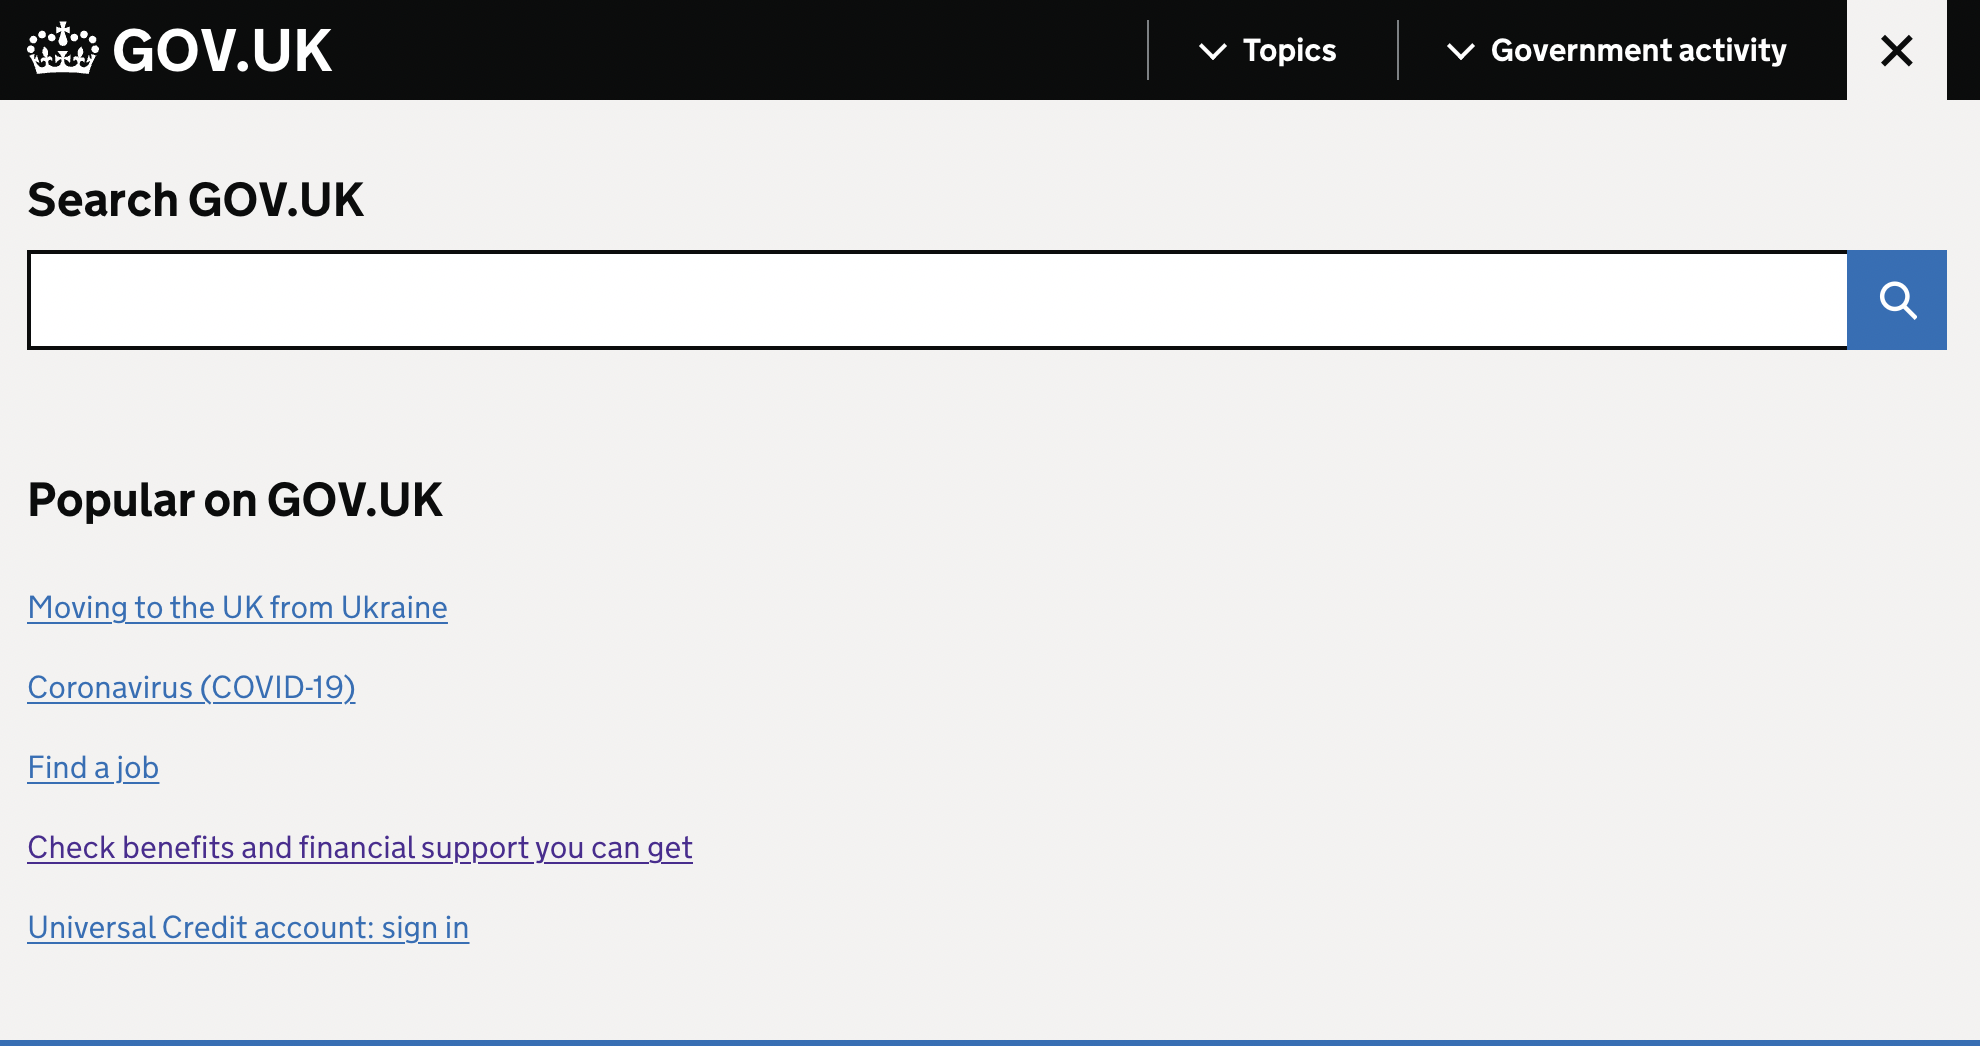 GOV.UK
Topics
Government activity
Search GOV.UK
Popular on GOV.UK
Moving to the UK from Ukraine
Coronavirus (COVID-19)
Find a job
Check benefits and financial support you can get
Universal Credit account: sign in